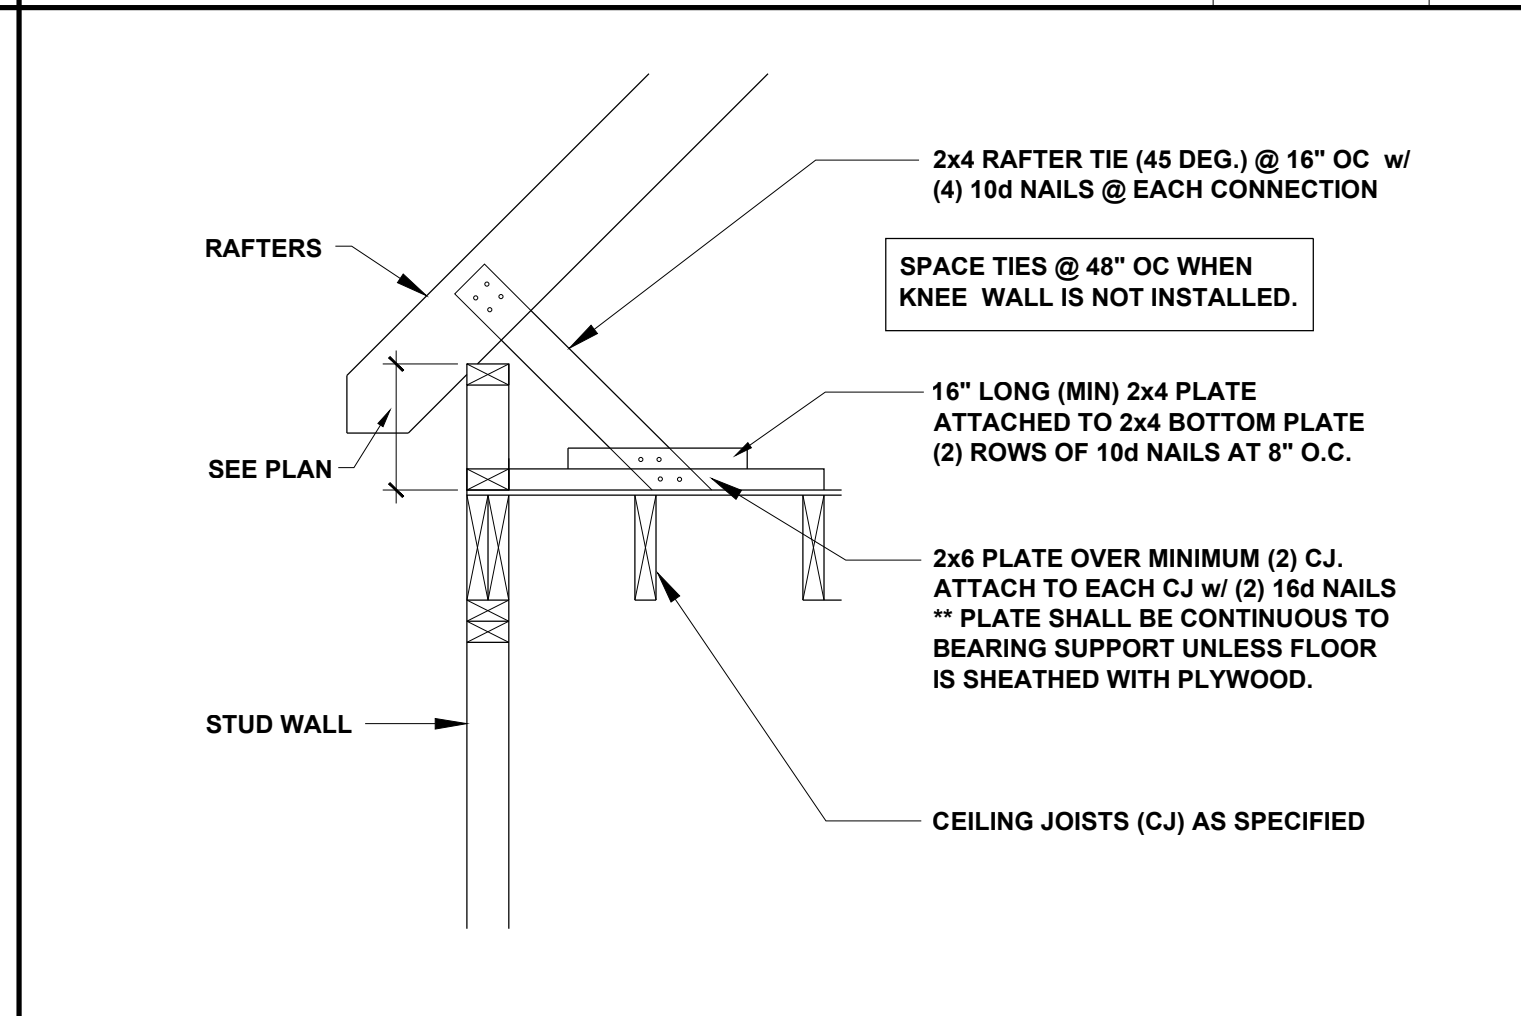 2x4 RAFTER TIE (45 DEG.) @ 16" OC w/
(4) 10d NAILS @ EACH CONNECTION
RAFTERS
SPACE TIES @ 48" OC WHEN
KNEE WALL IS NOT INSTALLED.
16" LONG (MIN) 2x4 PLATE
ATTACHED TO 2x4 BOTTOM PLATE
(2) ROWS OF 10d NAILS AT 8" O.C.
SEE PLAN
2x6 PLATE OVER MINIMUM (2) CJ.
ATTACH TO EACH CJ w/ (2) 16d NAILS
** PLATE SHALL BE CONTINUOUS TO
BEARING SUPPORT UNLESS FLOOR
IS SHEATHED WITH PLYWOOD.
STUD WALL
CEILING JOISTS (CJ) AS SPECIFIED